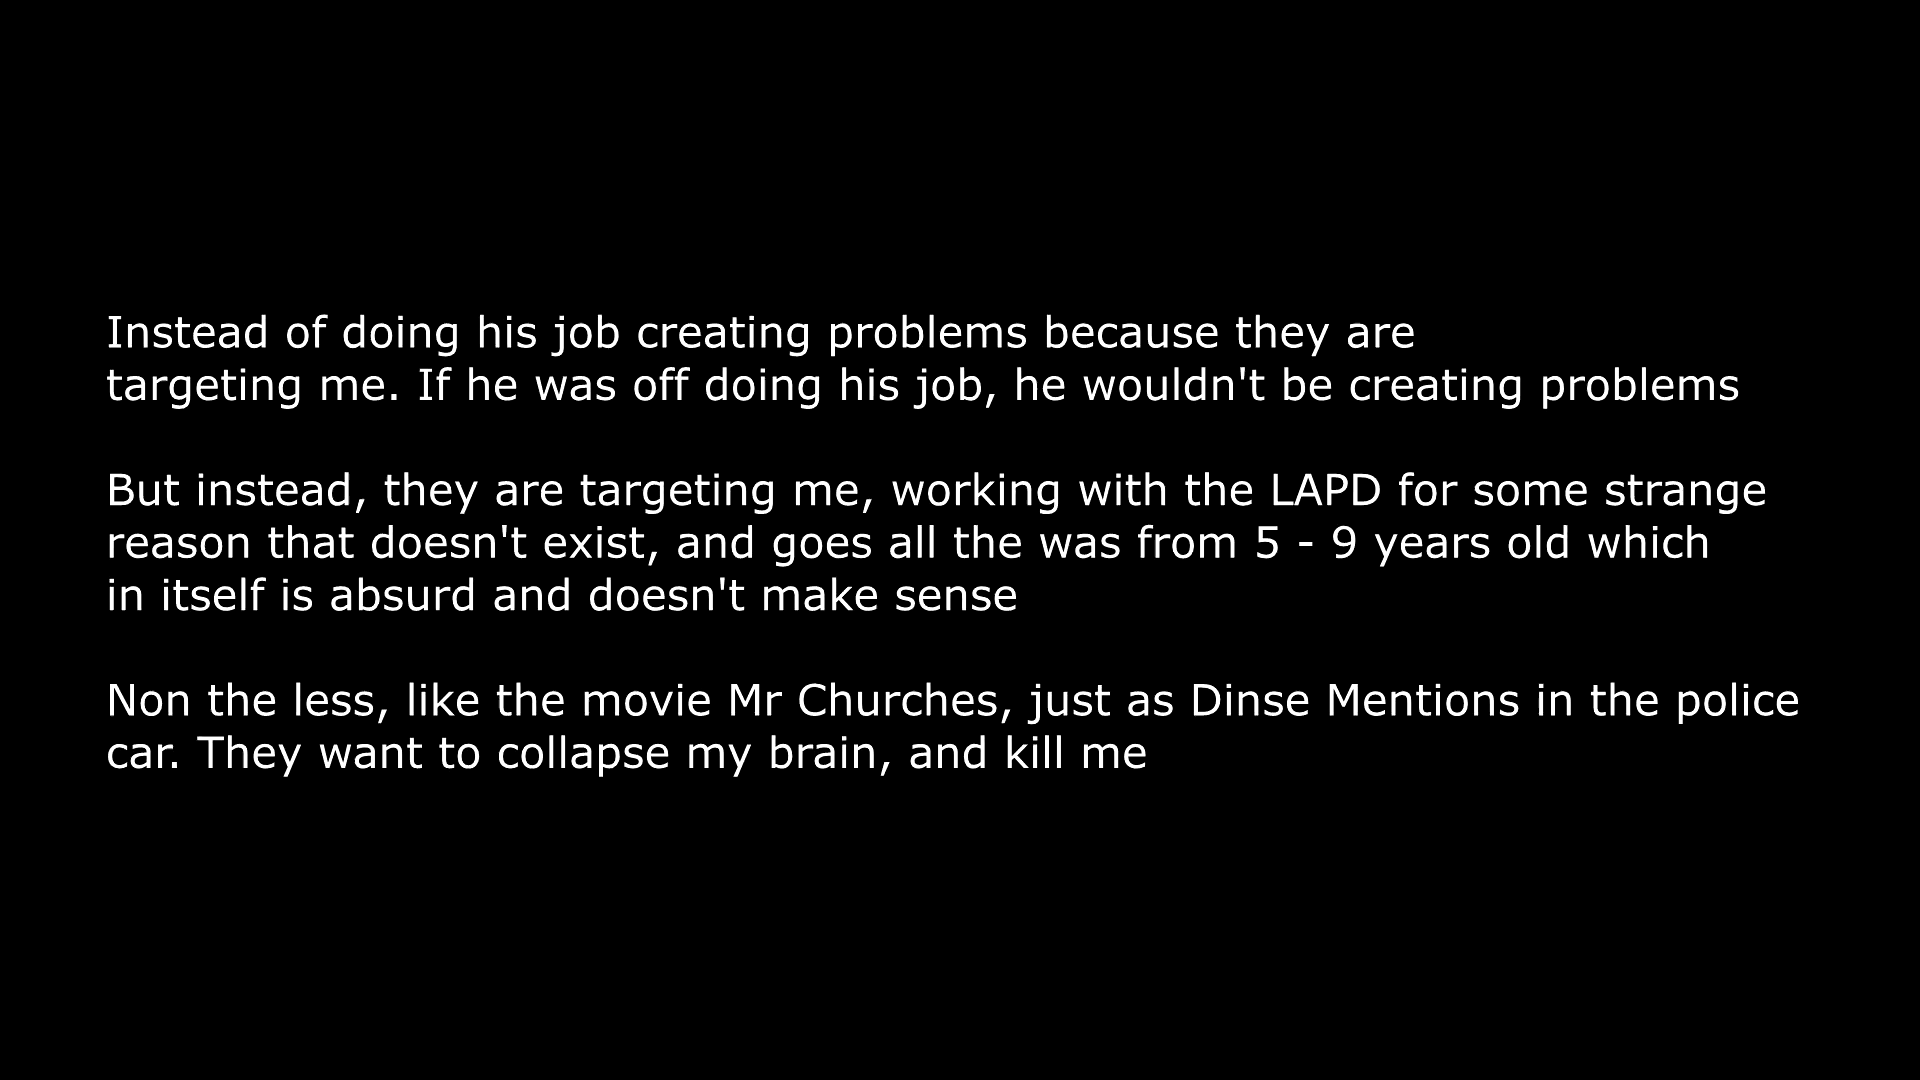 Instead of doing his job creating problems because they are
targeting me. If he was off doing his job, he wouldn't be creating problems
But instead, they are targeting me, working with the LAPD for some strange
reason that doesn't exist, and goes all the was from 5 - 9 years old which
in itself is absurd and doesn't make sense
Non the less, like the movie Mr Churches, just as Dinse Mentions in the police
car. They want to collapse my brain, and kill me